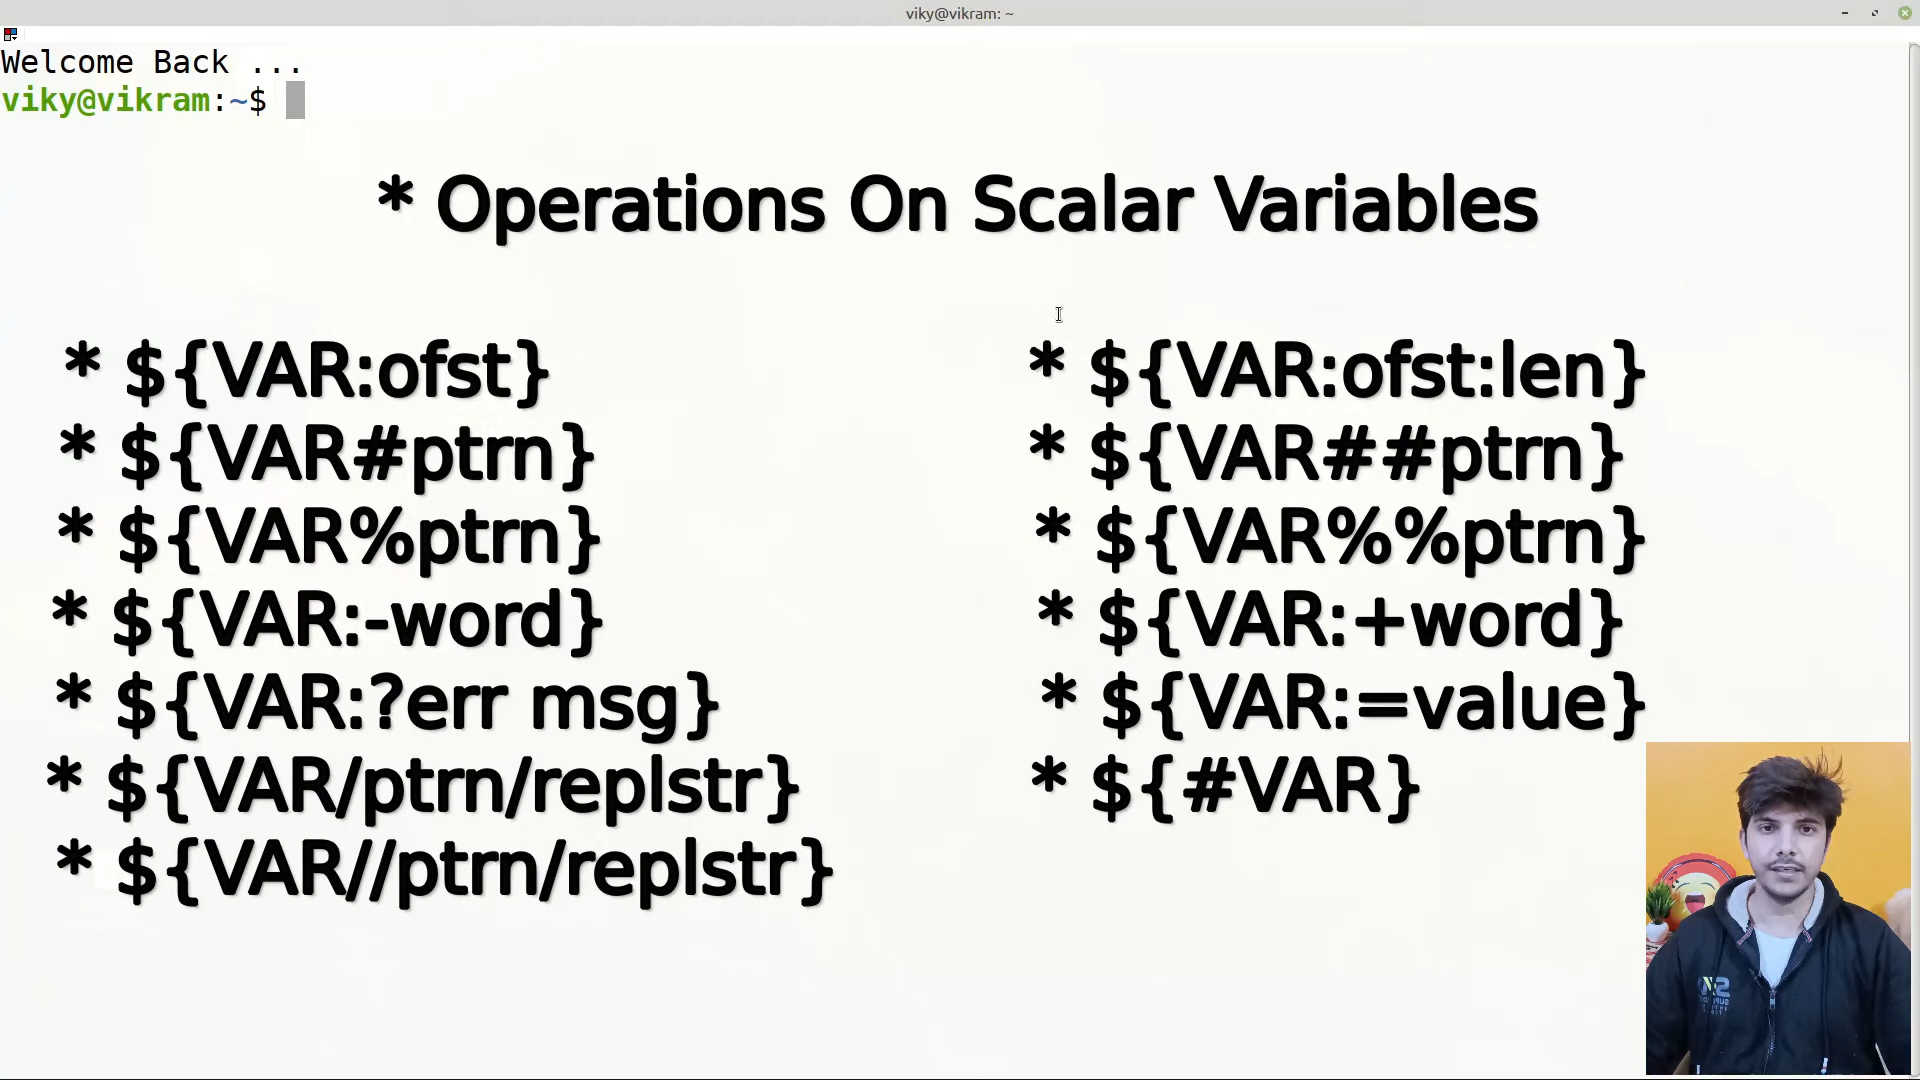 viky@vikram: ~
Welcome Back ...
viky@vikram:~$
* Operations On Scalar Variables
* ${VAR:ofst}
* ${VAR#ptrn}
* ${VAR%ptrn}
* ${VAR:-word}
* ${VAR:?err msg}
* ${VAR/ptrn/replstr}
* ${VAR//ptrn/replstr}
* ${VAR:ofst:len}
* ${VAR##ptrn}
* ${VAR%%ptrn}
* ${VAR:+word}
* ${VAR:=value}
* ${#VAR}